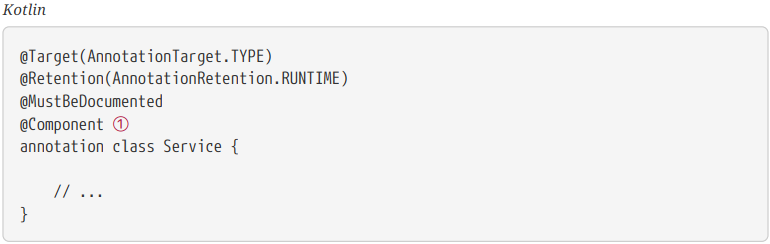 Kotlin
@Target(AnnotationTarget.TYPE)
@Retention(AnnotationRetention.RUNTIME)
@MustBeDocumented
@Component ①
annotation class Service {
    // ...
}